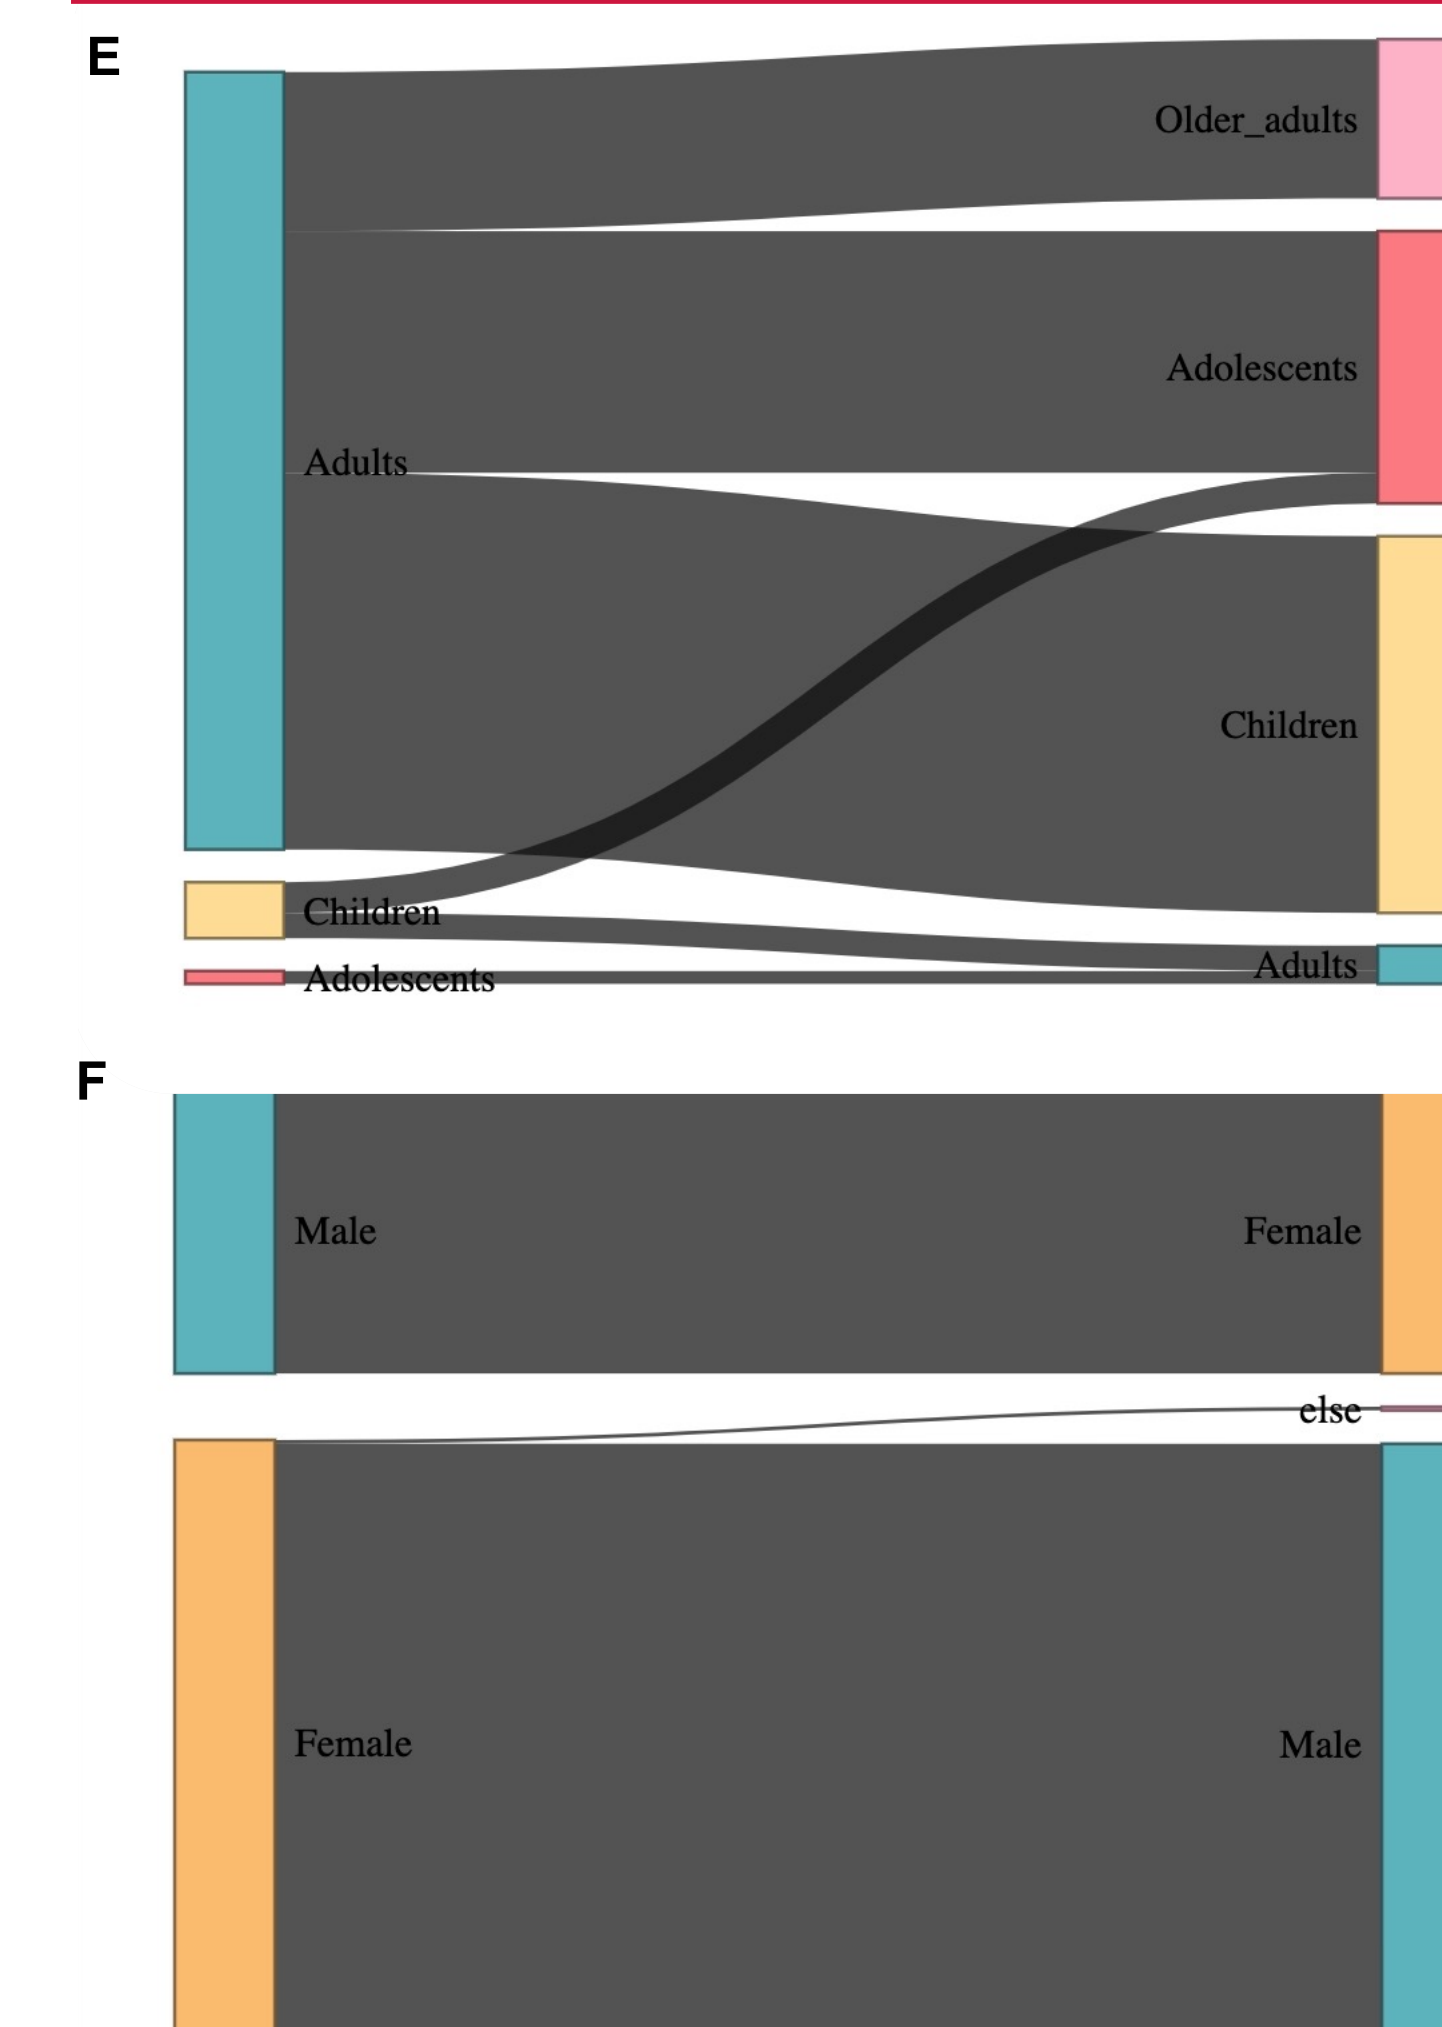 E
Older_adults
Adolescents
Adults
Children
Children
Adults
Adolescents
F
Male
Female
else
Female
Male